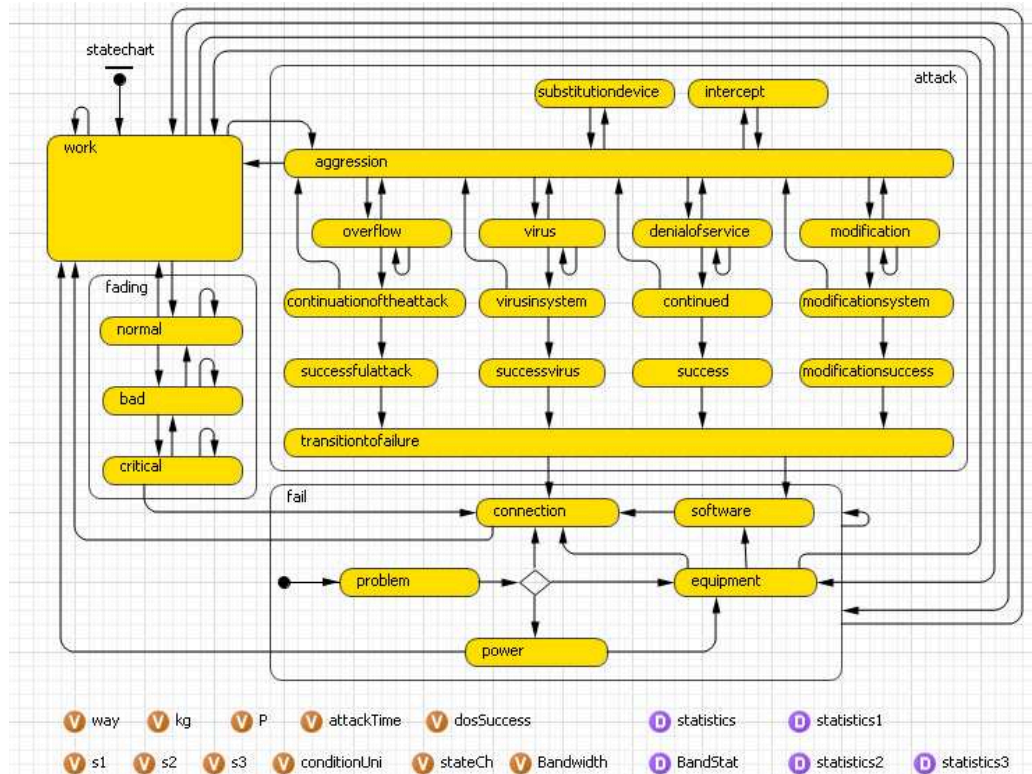 statechart
attack
substitutiondevice intercept
work aggression
overflow virus denialofservice modification
fading
normal continuationoftheattack virusinsystem continued modificationsystem
bad successfulattack successvirus success modificationsuccess
critical transitiontofailure
fail
connection software
problem equipment
power
V way V kg V P V attackTime V dosSuccess D statistics D statistics1
V s1 V s2 V s3 V conditionUni V stateCh V Bandwidth D BandStat D statistics2 D statistics3